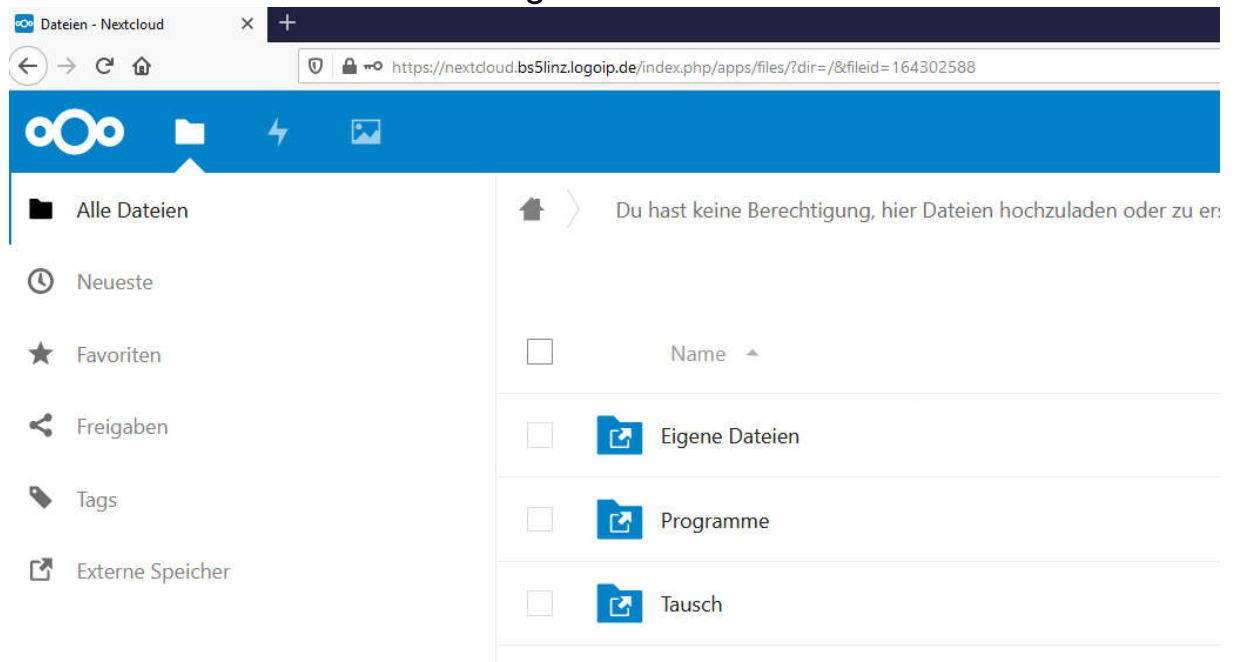 Dateien - Nextcloud
https://nextcloud.bs5linz.logoip.de/index.php/apps/files/?dir=/&fileid=164302588
Alle Dateien
Du hast keine Berechtigung, hier Dateien hochzuladen oder zu
Neueste
Name
Favoriten
Freigaben
Eigene Dateien
Tags
Programme
Externe Speicher
Tausch